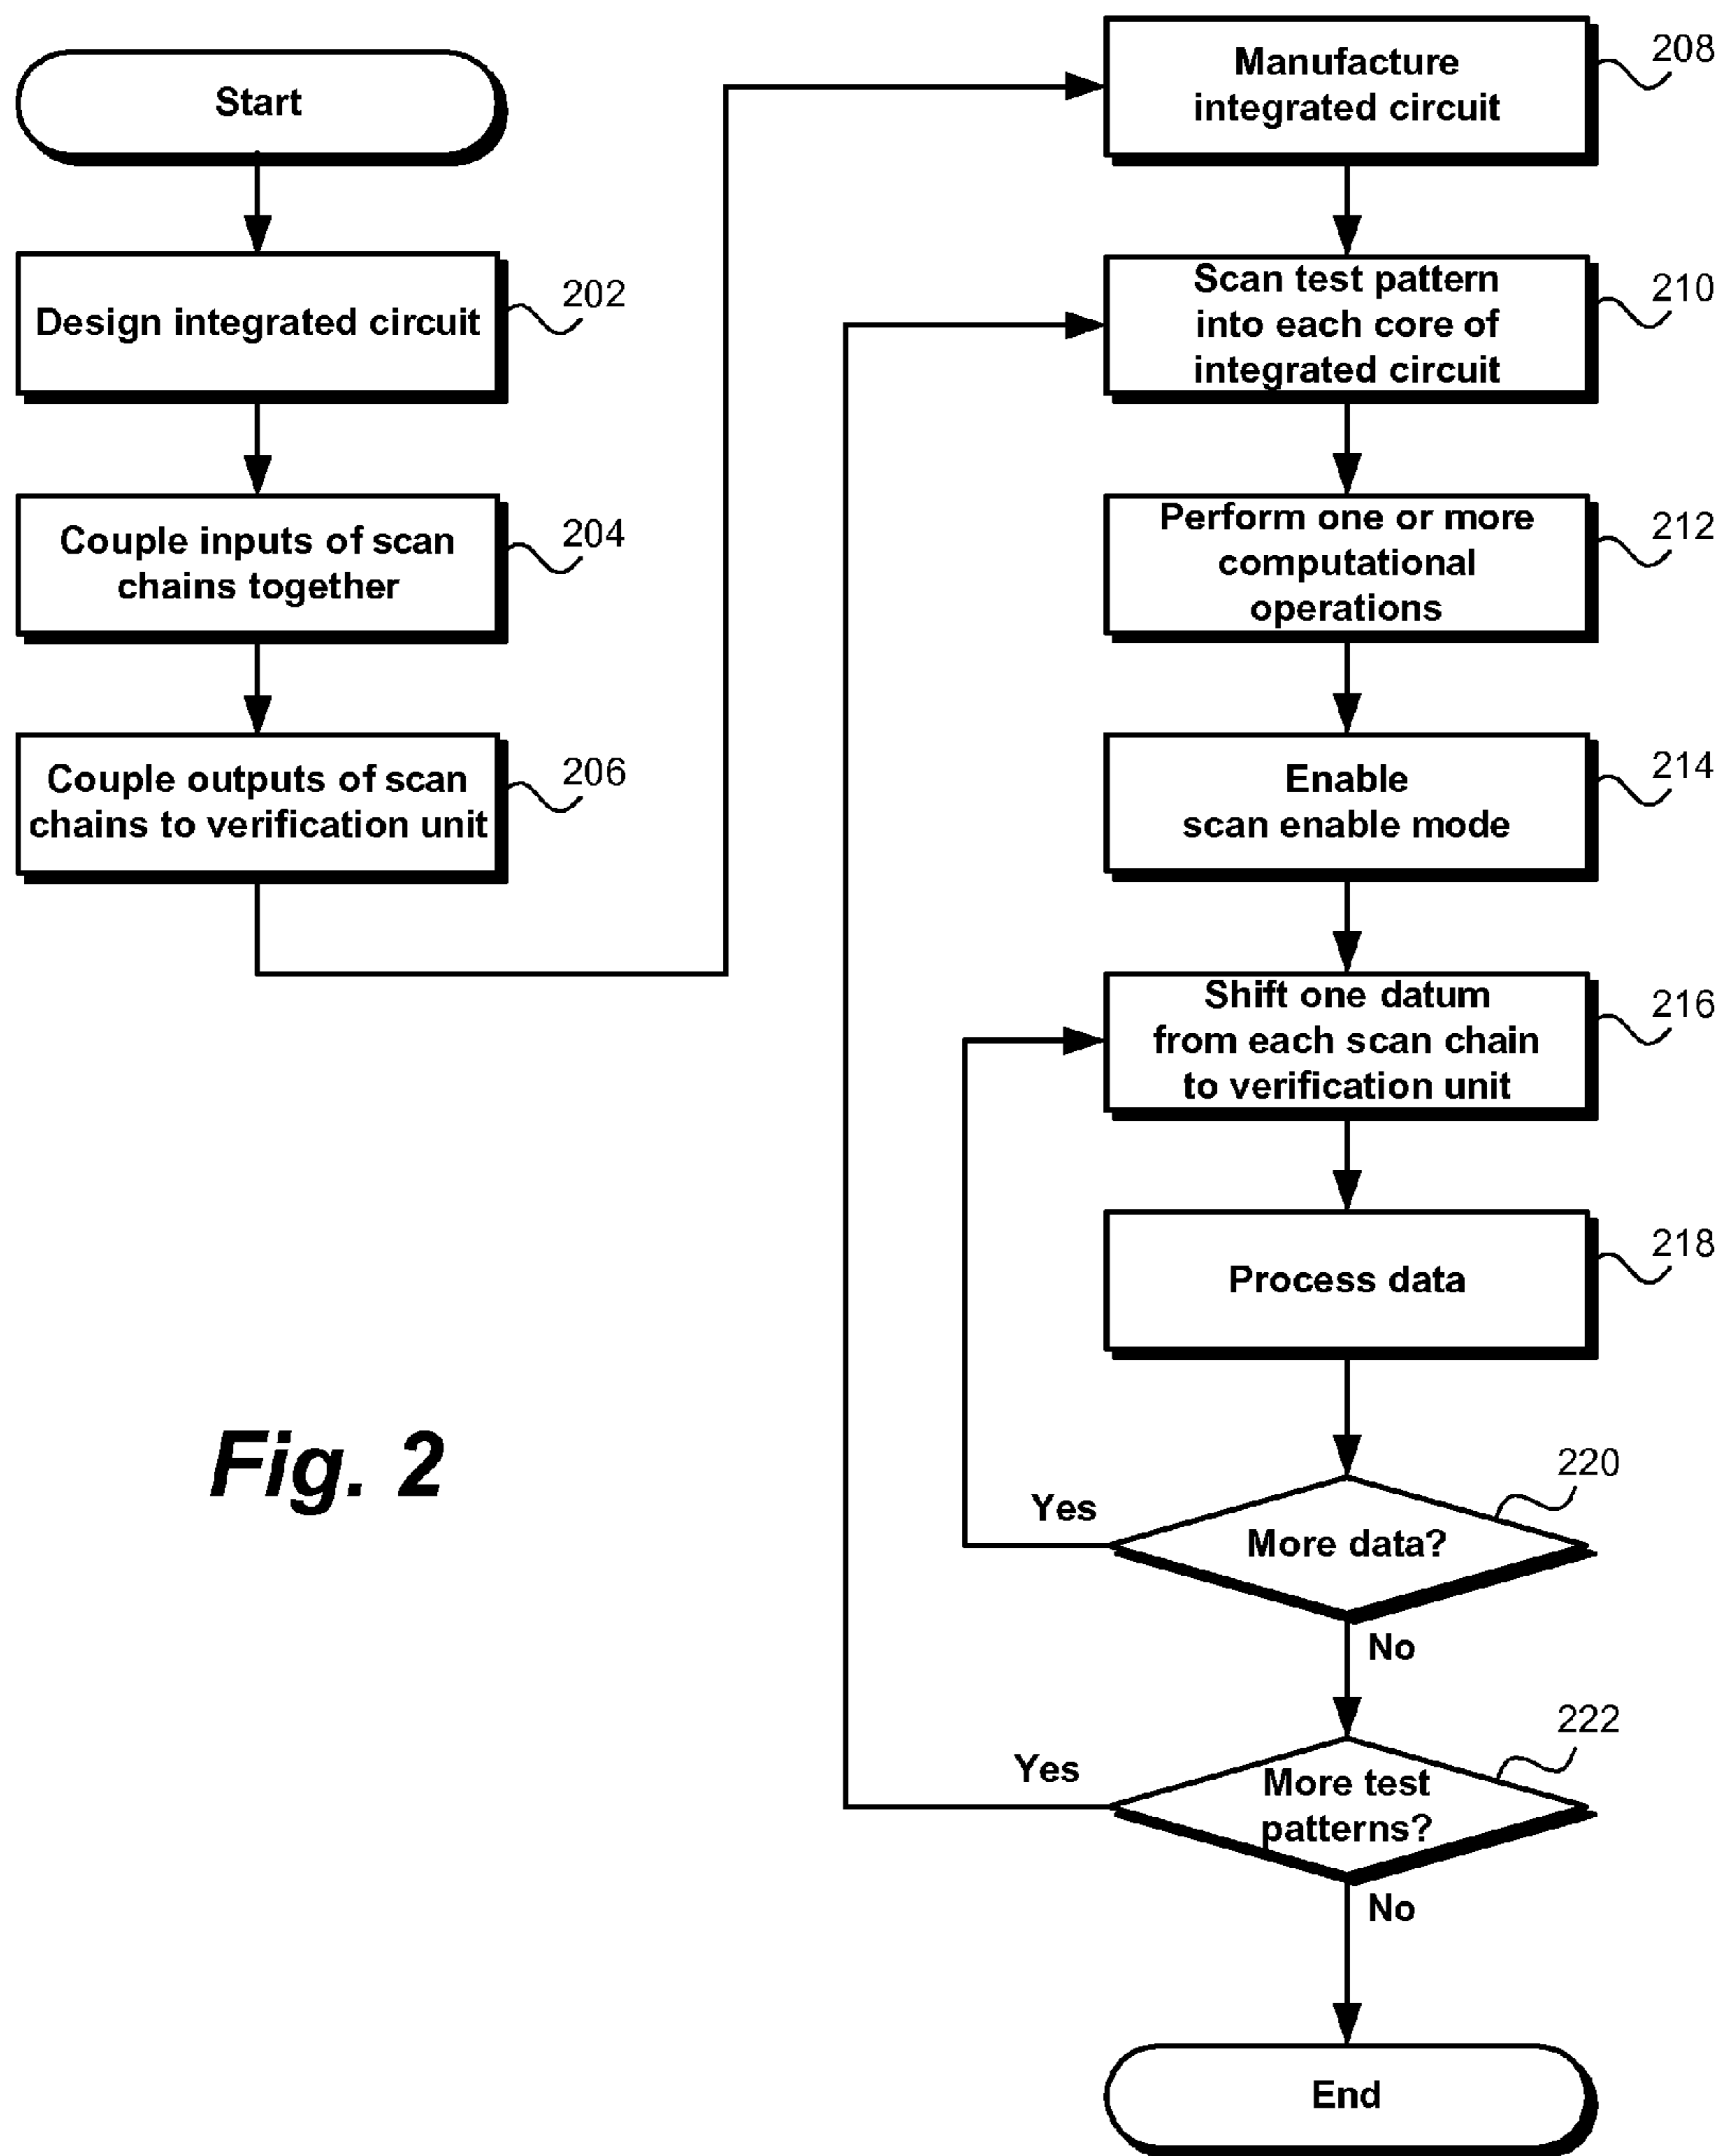 Start
Design integrated circuit
202
Couple inputs of scan
chains together
204
Couple outputs of scan
chains to verification unit
206
Manufacture
integrated circuit
208
Scan test pattern
into each core of
integrated circuit
210
Perform one or more
computational
operations
212
Enable
scan enable mode
214
Shift one datum
from each scan chain
to verification unit
216
Process data
218
More data?
220
Yes
No
More test
patterns?
222
Yes
No
End
Fig. 2